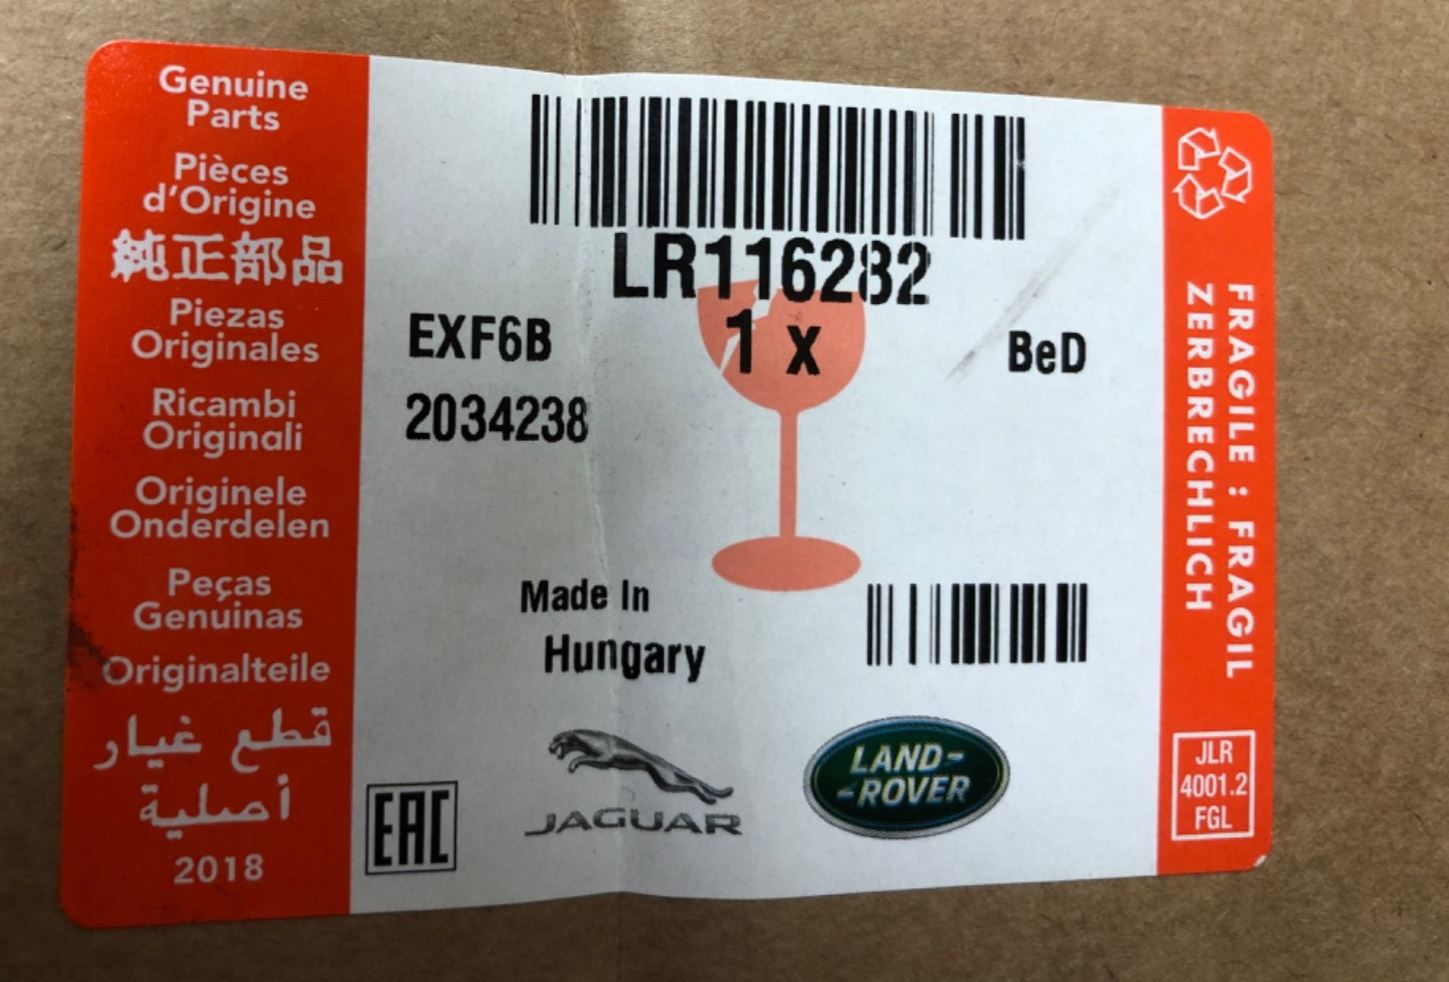 Genuine
Parts
Pièces
d'Origine
純正部品
Piezas
Originales
Ricambi
Originali
Originele
Onderdelen
Peças
Genuinas
Originalteile
قطع غيار
أصلية
2018
LR116282
EXF6B
1 x
BeD
2034238
Made In
Hungary
EAC
JAGUAR
LAND-
-ROVER
FRAGILE : FRAGIL
ZERBRECHLICH
JLR
4001.2
FGL